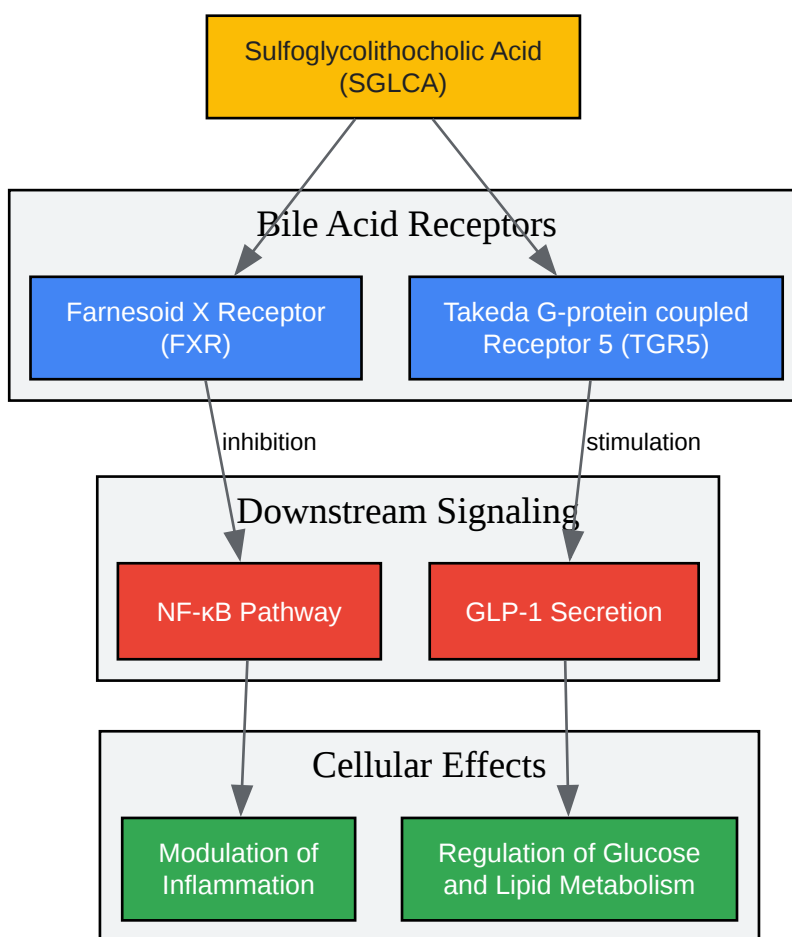 Sulfoglycolithocholic Acid
(SGLCA)
Bile Acid Receptors
Farnesoid X Receptor
(FXR)
Takeda G-protein coupled
Receptor 5 (TGR5)
inhibition
stimulation
Downstream Signaling
NF-κB Pathway
GLP-1 Secretion
Cellular Effects
Modulation of
Inflammation
Regulation of Glucose
and Lipid Metabolism